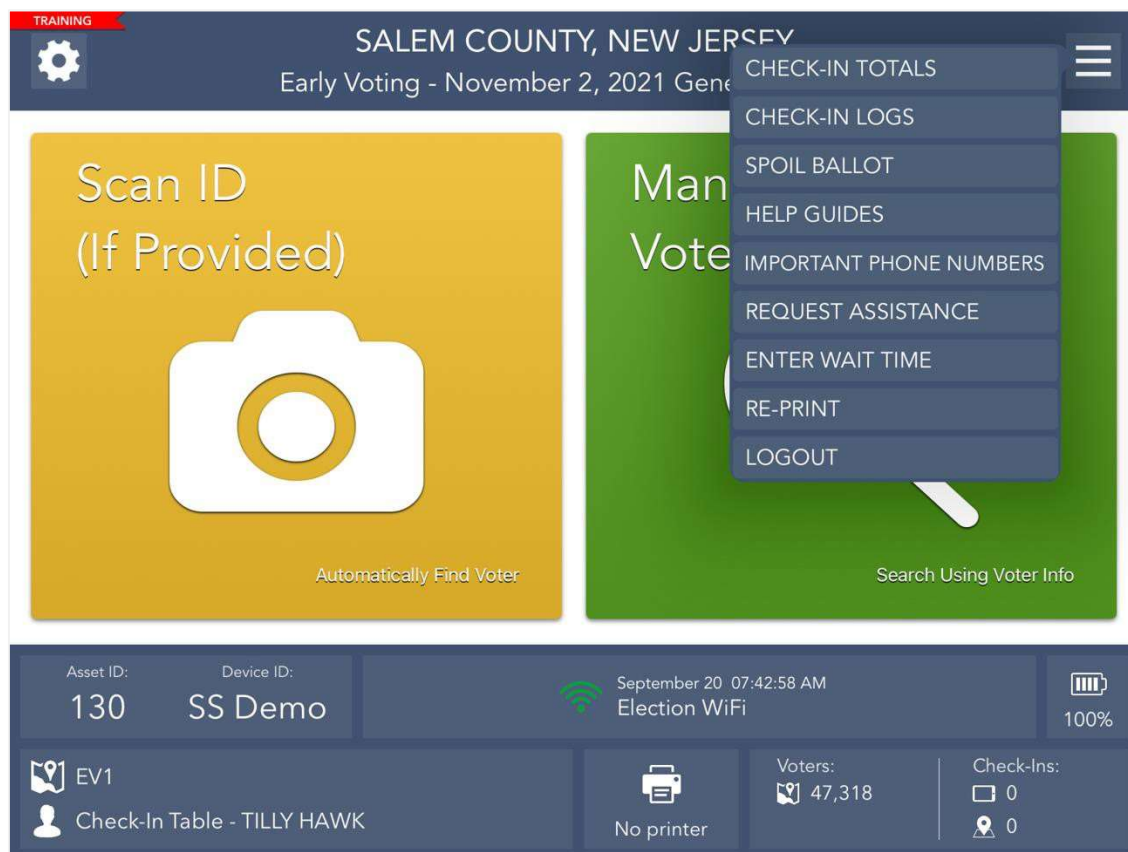 TRAINING
SALEM COUNTY, NEW JERSEY
Early Voting - November 2, 2021 Gene
CHECK-IN TOTALS
CHECK-IN LOGS
SPOIL BALLOT
HELP GUIDES
IMPORTANT PHONE NUMBERS
REQUEST ASSISTANCE
ENTER WAIT TIME
RE-PRINT
LOGOUT
Scan ID
(If Provided)
Automatically Find Voter
Man
Vote
Search Using Voter Info
Asset ID:
130
Device ID:
SS Demo
September 20 07:42:58 AM
Election WiFi
100%
EV1
Check-In Table - TILLY HAWK
No printer
Voters:
47,318
Check-Ins:
0
0